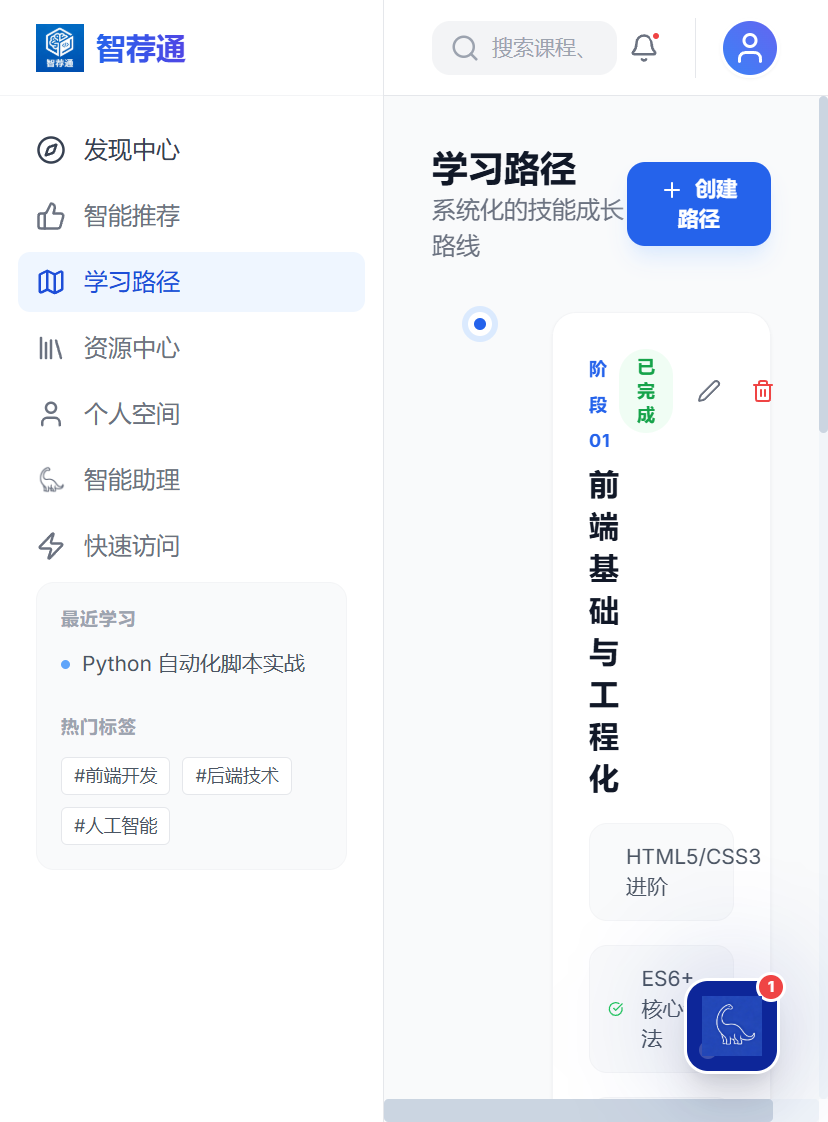 智荐通
智荐通
搜索课程、
发现中心
智能推荐
学习路径
资源中心
个人空间
智能助理
快速访问
最近学习
Python 自动化脚本实战
热门标签
#前端开发
#后端技术
#人工智能
学习路径
系统化的技能成长
路线
创建
路径
阶
段
01
已
完
成
前
端
基
础
与
工
程
化
HTML5/CSS3
进阶
ES6+
核心
法
1